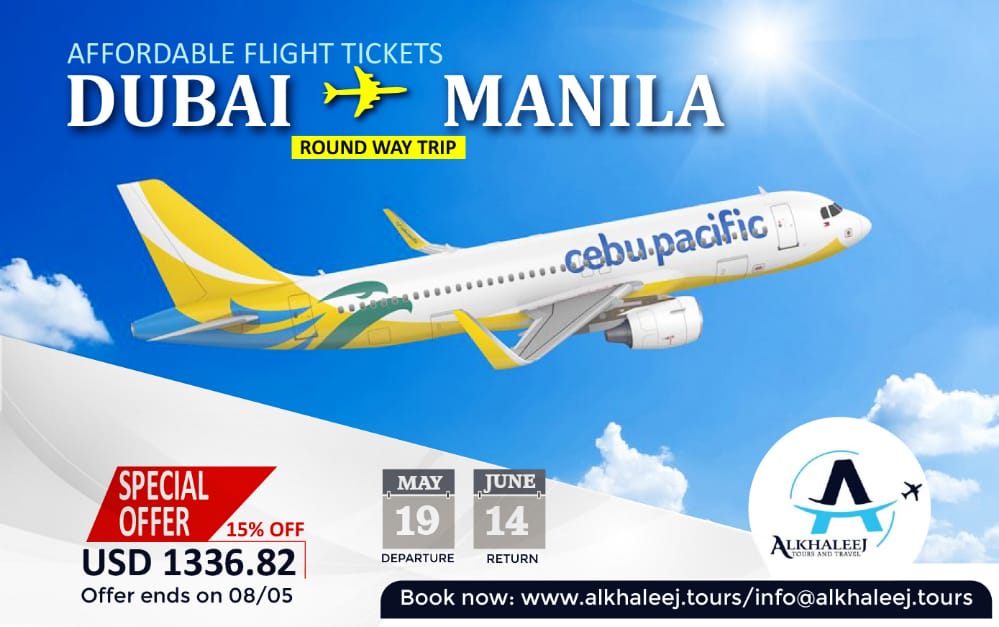 AFFORDABLE FLIGHT TICKETS
DUBAI MANILA
ROUND WAY TRIP
cebu pacific
SPECIAL
OFFER
15% OFF
USD 1336.82
Offer ends on 08/05
MAY
19
DEPARTURE
JUNE
14
RETURN
ALKHALEEJ
TOURS AND TRAVEL
Book now: www.alkhaleej.tours/info@alkhaleej.tours